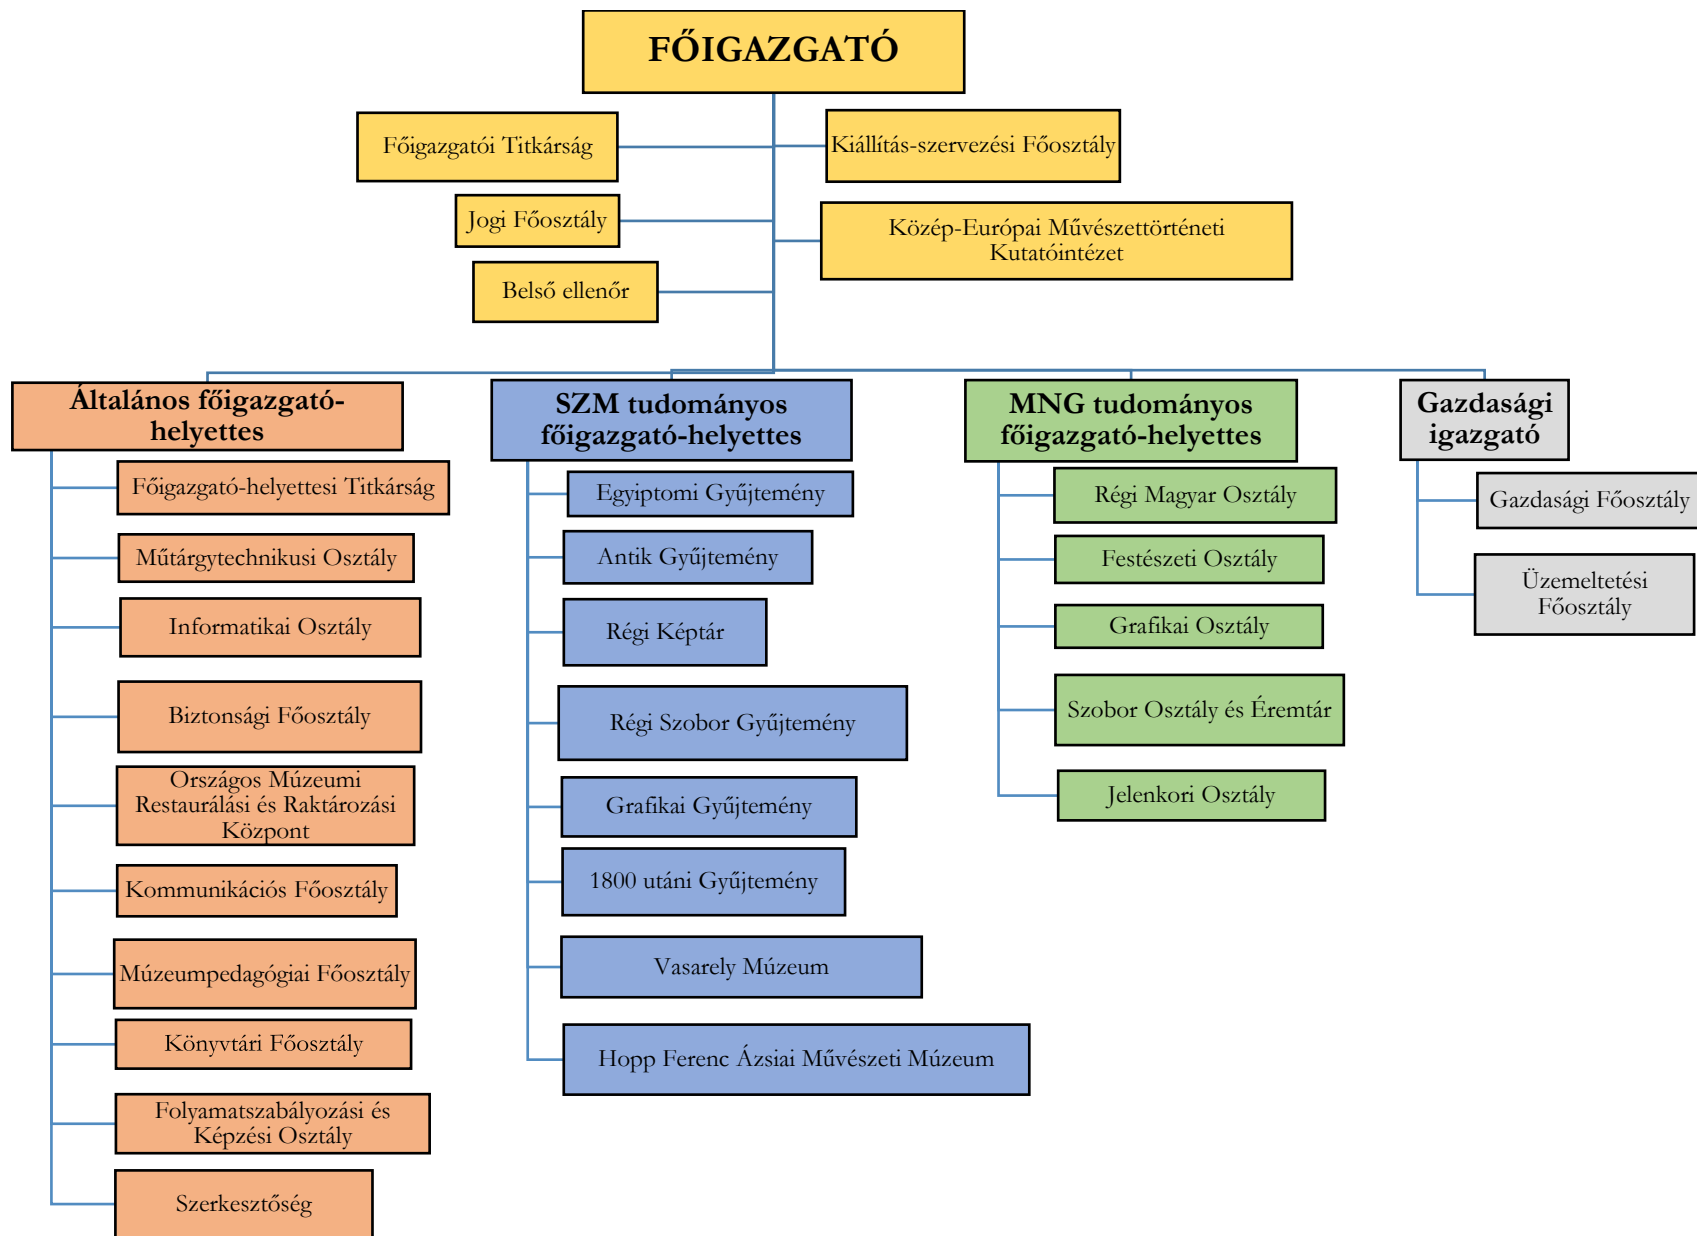 FŐIGAZGATÓ
Főigazgatói Titkárság
Kiállítás-szervezési Főosztály
Jogi Főosztály
Közép-Európai Művészettörténeti
Kutatóintézet
Belső ellenőr
Általános főigazgató-
helyettes
Főigazgató-helyettesi Titkárság
Műtárgytechnikusi Osztály
Informatikai Osztály
Biztonsági Főosztály
Országos Múzeumi
Restaurálási és Raktározási
Központ
Kommunikációs Főosztály
Múzeumpedagógiai Főosztály
Könyvtári Főosztály
Folyamatszabályozási és
Képzési Osztály
Szerkesztőség
SZM tudományos
főigazgató-helyettes
Egyiptomi Gyűjtemény
Antik Gyűjtemény
Régi Képtár
Régi Szobor Gyűjtemény
Grafikai Gyűjtemény
1800 utáni Gyűjtemény
Vasarely Múzeum
Hopp Ferenc Ázsiai Művészeti Múzeum
MNG tudományos
főigazgató-helyettes
Régi Magyar Osztály
Festészeti Osztály
Grafikai Osztály
Szobor Osztály és Éremtár
Jelenkori Osztály
Gazdasági
igazgató
Gazdasági Főosztály
Üzemeltetési
Főosztály